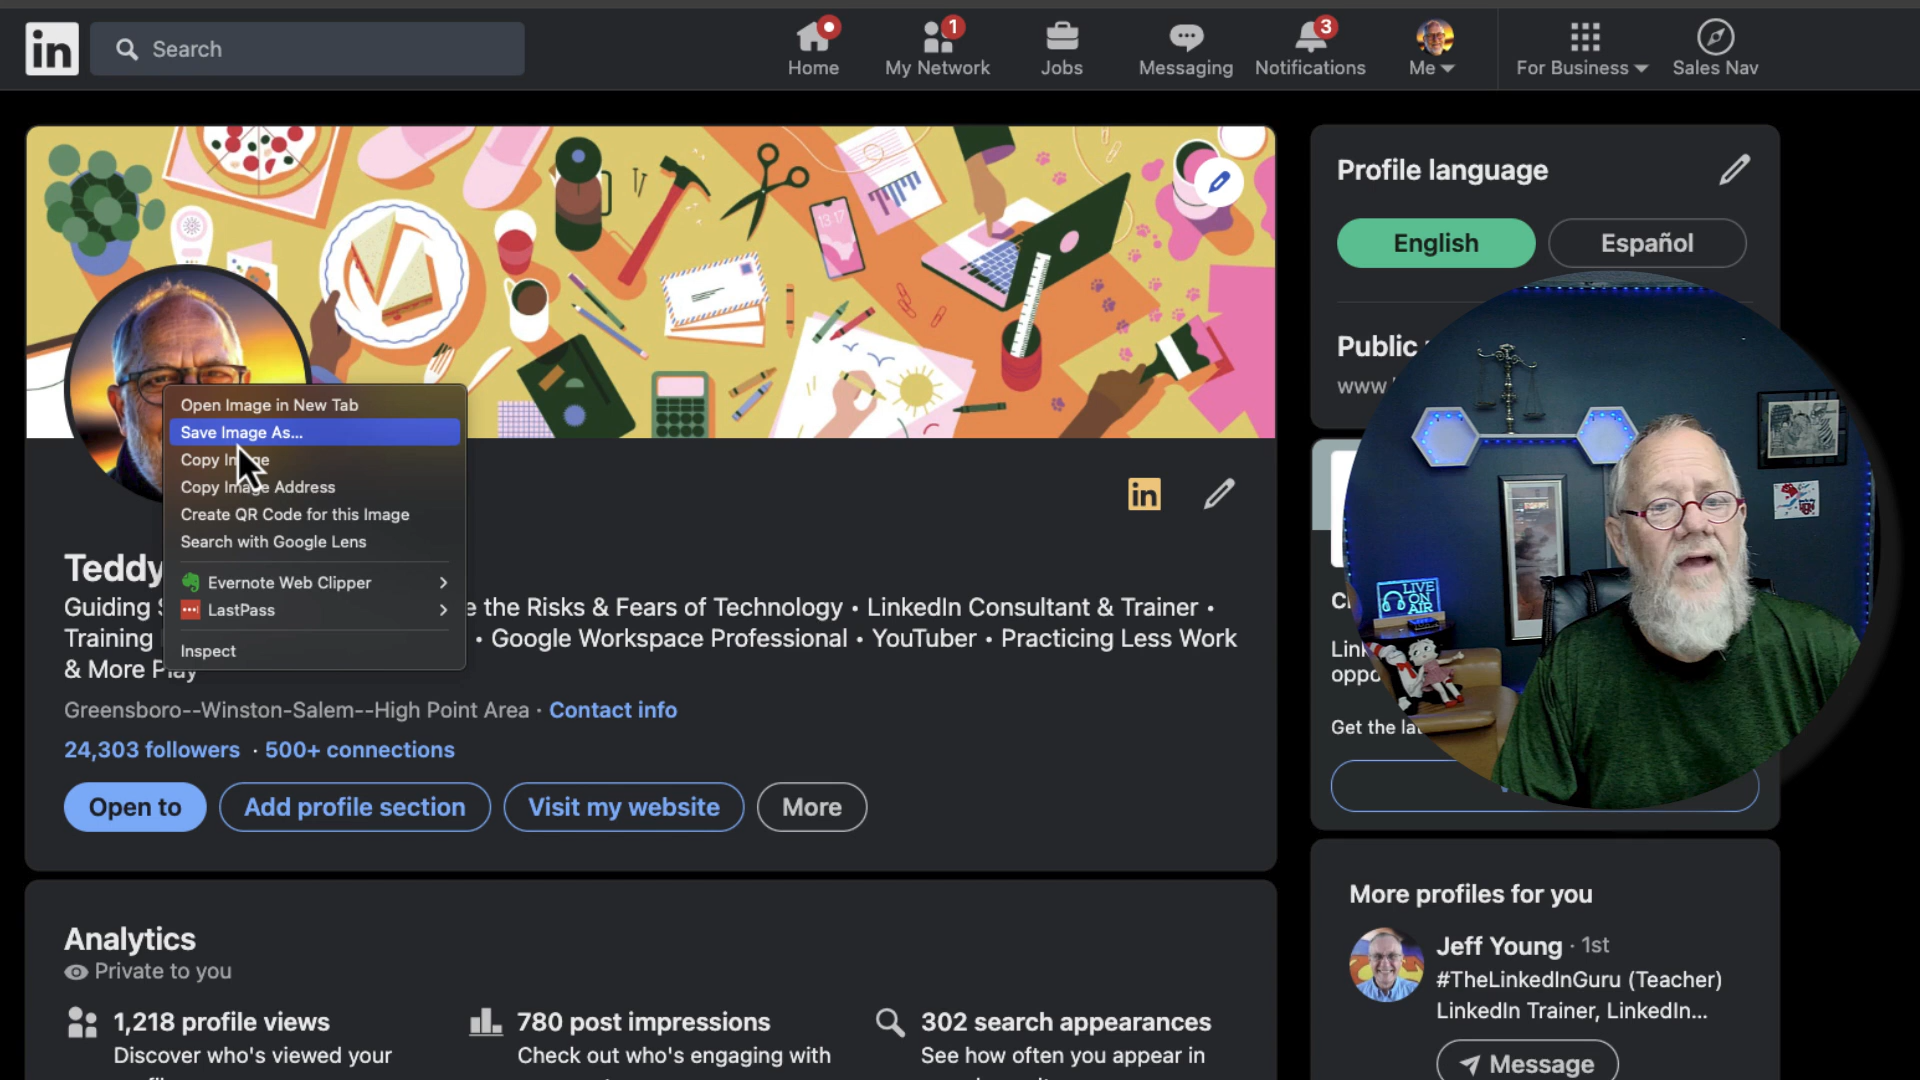 in
Search
Home
1
My Network
Jobs
Messaging
3
Notifications
Me
For Business
Sales Nav
13:17
Open Image in New Tab
Save Image As...
Copy Image
Copy Image Address
Create QR Code for this Image
Search with Google Lens
Evernote Web Clipper
LastPass
Inspect
in
Teddy
Guiding
the Risks & Fears of Technology • LinkedIn Consultant & Trainer •
Training
• Google Workspace Professional • YouTuber • Practicing Less Work
& More Play
Greensboro--Winston-Salem--High Point Area · Contact info
24,303 followers · 500+ connections
Open to
Add profile section
Visit my website
More
Analytics
Private to you
1,218 profile views
Discover who's viewed your
780 post impressions
Check out who's engaging with
302 search appearances
See how often you appear in
Profile language
English
Español
Public
www
LIVE
ON
AIR
Get the
More profiles for you
Jeff Young · 1st
#TheLinkedInGuru (Teacher)
LinkedIn Trainer, LinkedIn...
Message